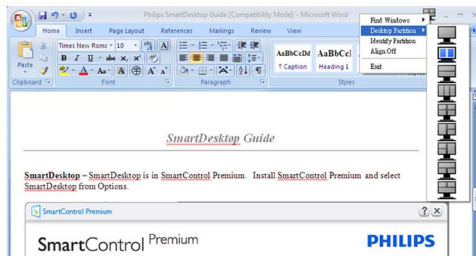 Philips SmartDesktop Guide [Compatibility Mode] - Microsoft Word
Home Insert Page Layout References Mailings Review View
Find Windows
Desktop Partition
Identify Partition
Align Off
Exit
Paste
Times New Roma 10
AaBbCcDd AaBbCcl
¶ Caption Heading 1
Clipboard Font Paragraph Styles
SmartDesktop Guide
SmartDesktop – SmartDesktop is in SmartControl Premium. Install SmartControl Premium and select
SmartDesktop from Options.
SmartControl Premium
SmartControl Premium
PHILIPS